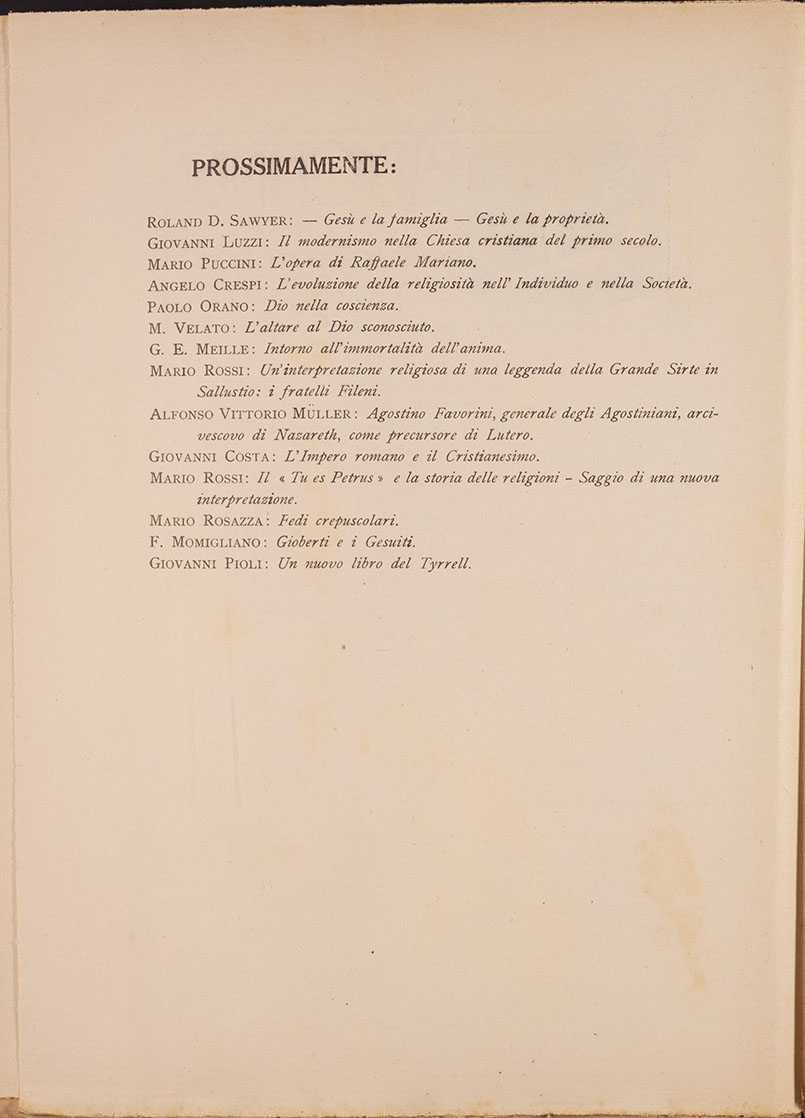 PROSSIMAMENTE:
ROLAND D. SAWYER: — Gesù e la famiglia — Gesù e la proprietà.
GIOVANNI LUZZI: Il modernismo nella Chiesa cristiana del primo secolo.
MARIO PUCCINI: L'opera di Raffaele Mariano.
ANGELO CRESPI: L'evoluzione della religiosità nell'Individuo e nella Società.
PAOLO ORANO: Dio nella coscienza.
M. VELATO: L'altare al Dio sconosciuto.
G. E. MEILLE: Intorno all'immortalità dell'anima.
MARIO ROSSI: Un'interpretazione religiosa di una leggenda della Grande Sirte in
Sallustio: i fratelli Fileni.
ALFONSO VITTORIO MÜLLER: Agostino Favorini, generale degli Agostiniani, arci-
vescovo di Nazareth, come precursore di Lutero.
GIOVANNI COSTA: L'Impero romano e il Cristianesimo.
MARIO ROSSI: Il « Tu es Petrus » e la storia delle religioni - Saggio di una nuova
interpretazione.
MARIO ROSAZZA: Fedi crepuscolari.
F. MOMIGLIANO: Gioberti e i Gesuiti.
GIOVANNI PIOLI: Un nuovo libro del Tyrrell.